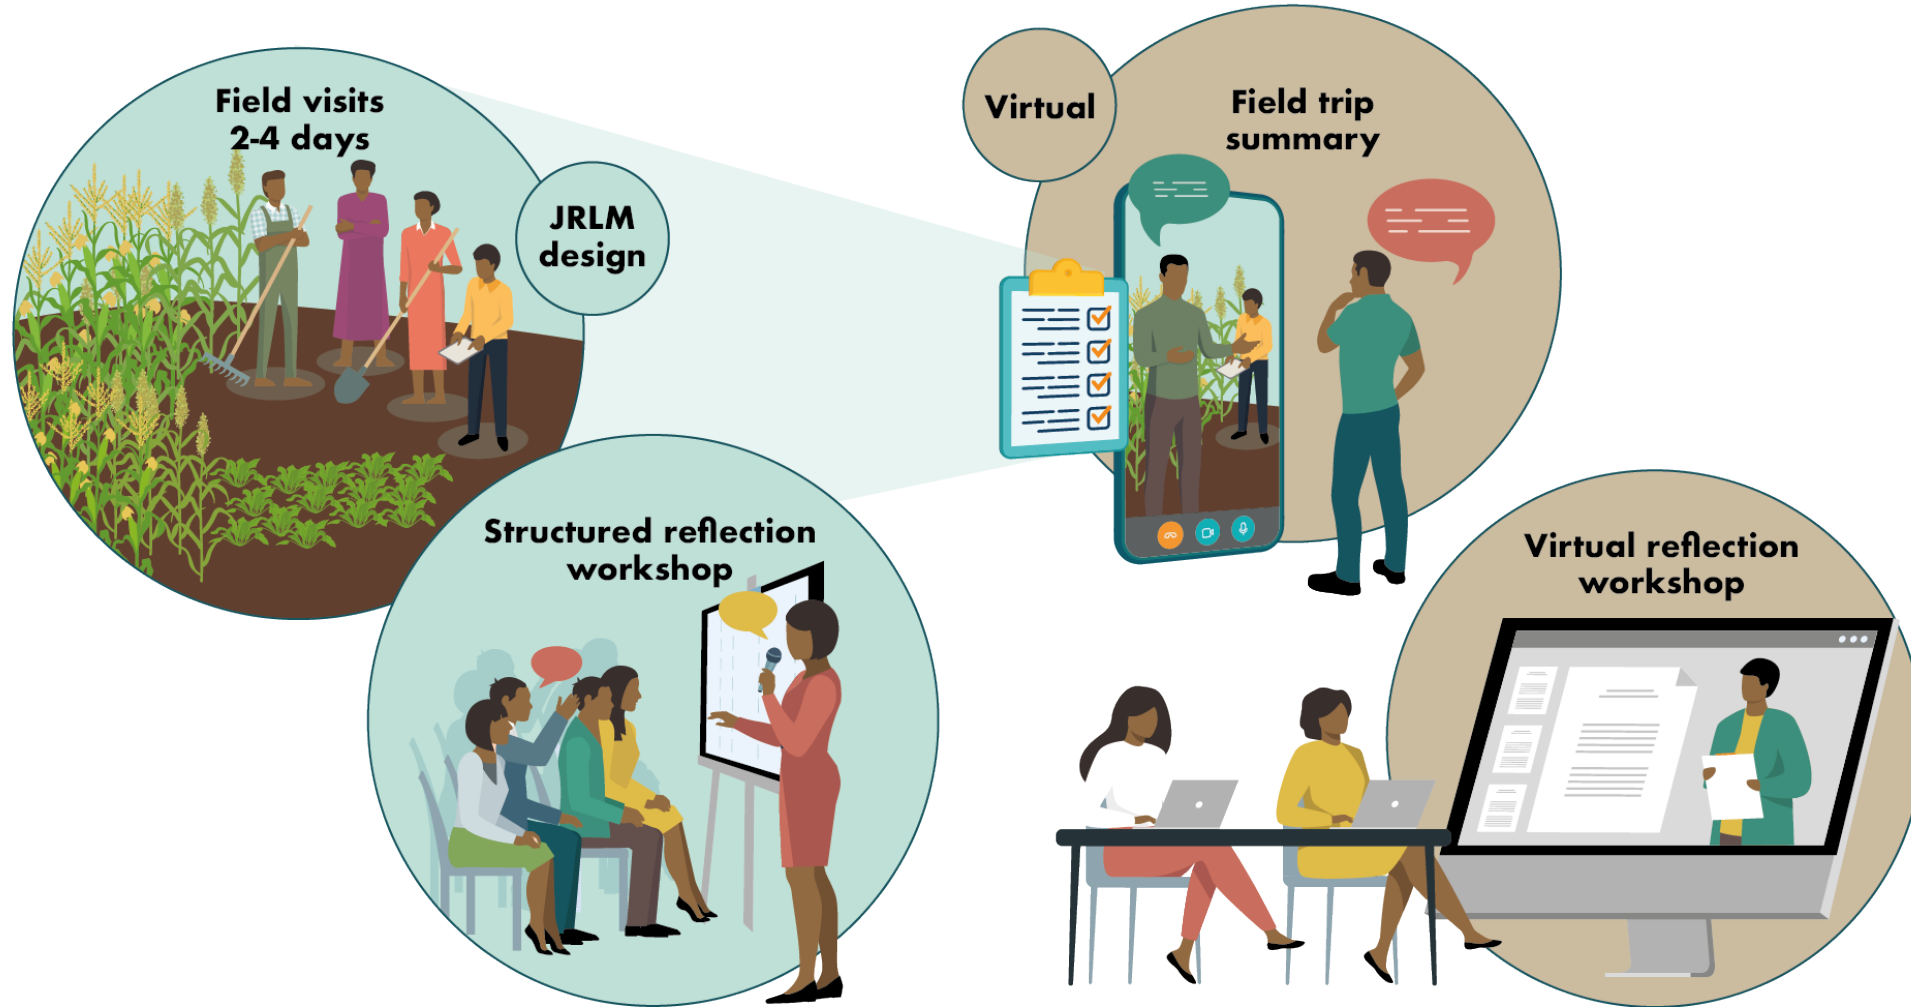 Field visits
2-4 days
JRLM
design
Structured reflection
workshop
Virtual
Field trip
summary
Virtual reflection
workshop